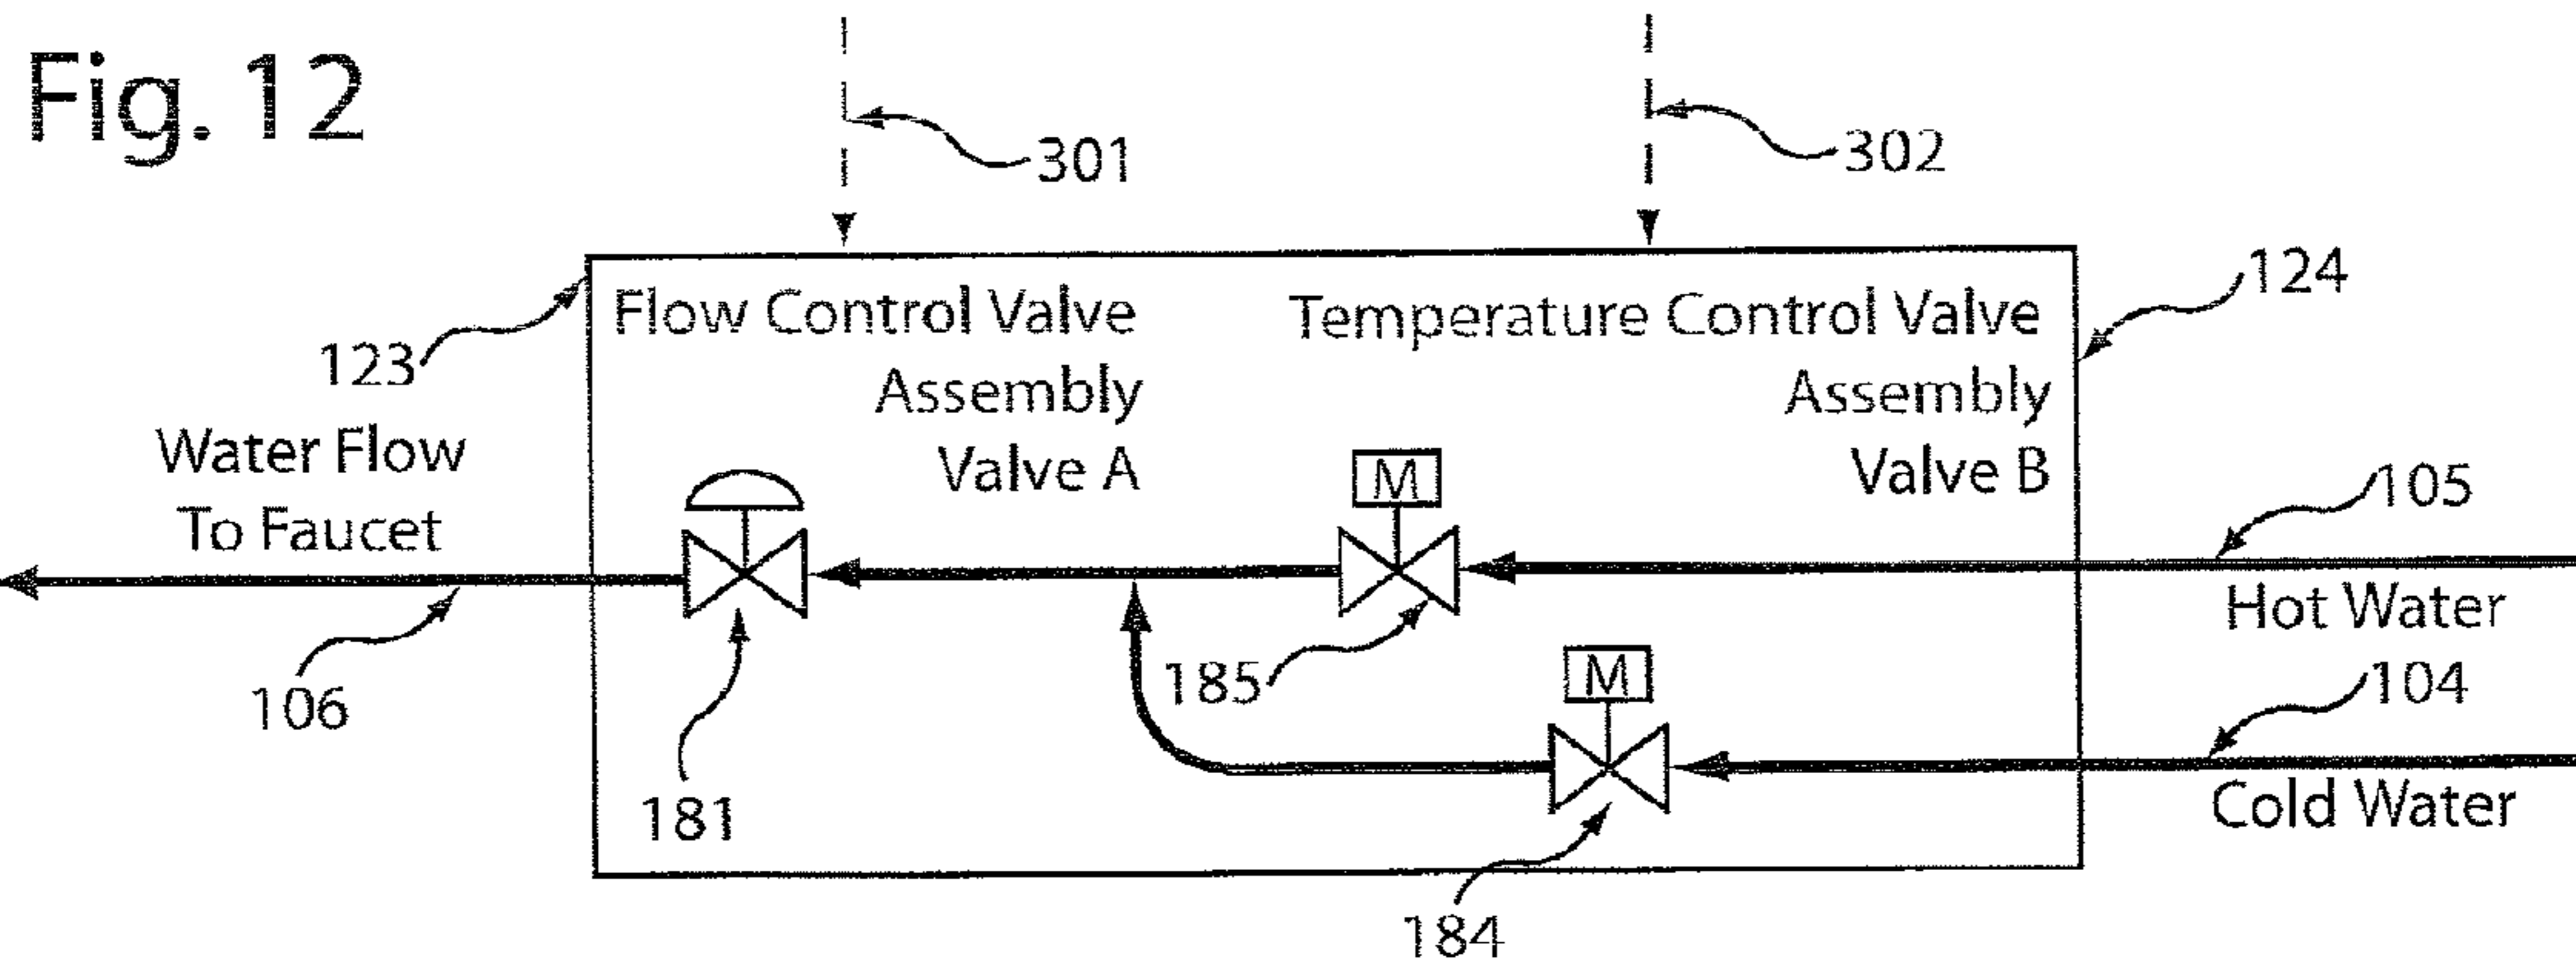 Fig. 12
301
302
124
123
Flow Control Valve
Assembly
Valve A
Temperature Control Valve
Assembly
Valve B
Water Flow
To Faucet
M
105
Hot Water
106
185
M
104
Cold Water
181
184